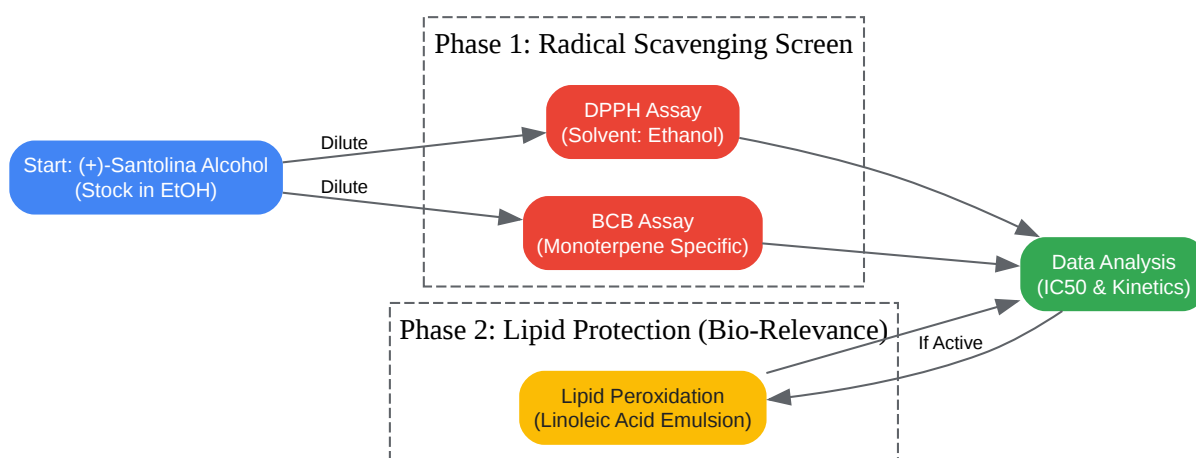 Phase 1: Radical Scavenging Screen
DPPH Assay
(Solvent: Ethanol)
Start: (+)-Santolina Alcohol
(Stock in EtOH)
Dilute
Dilute
BCB Assay
(Monoterpene Specific)
Data Analysis
(IC50 & Kinetics)
Phase 2: Lipid Protection (Bio-Relevance)
If Active
Lipid Peroxidation
(Linoleic Acid Emulsion)